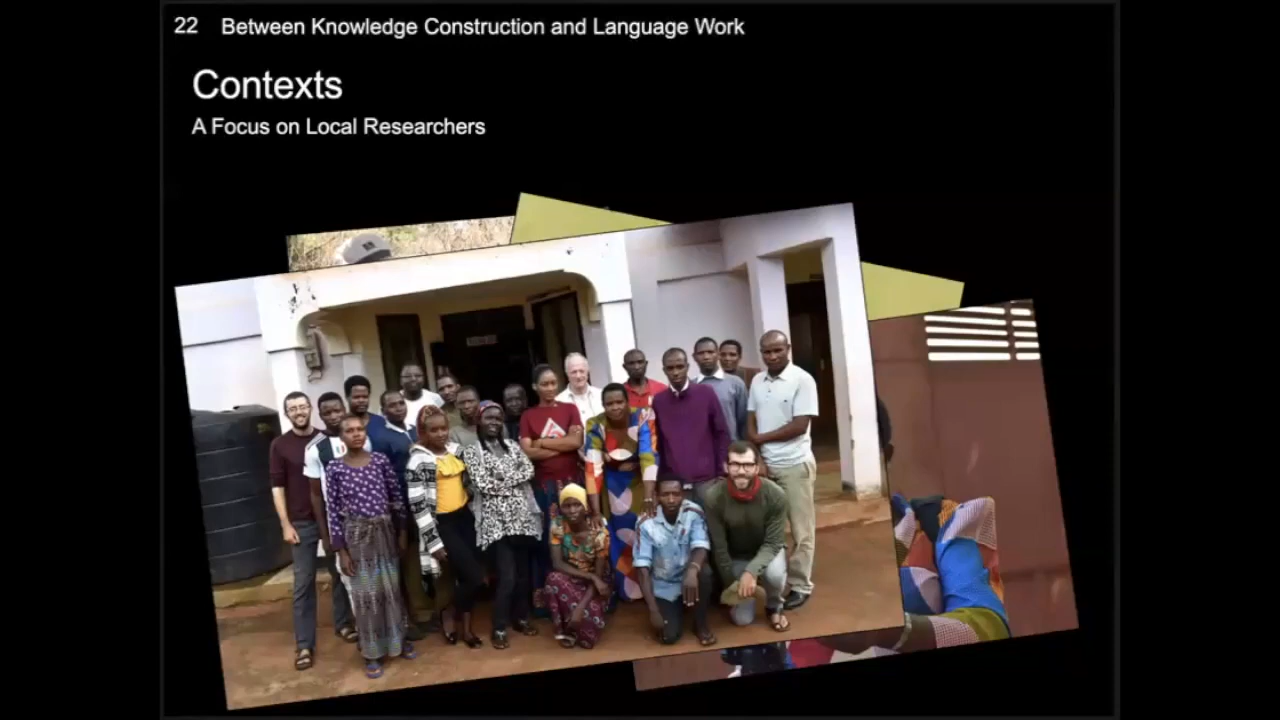 22 Between Knowledge Construction and Language Work
Contexts
A Focus on Local Researchers